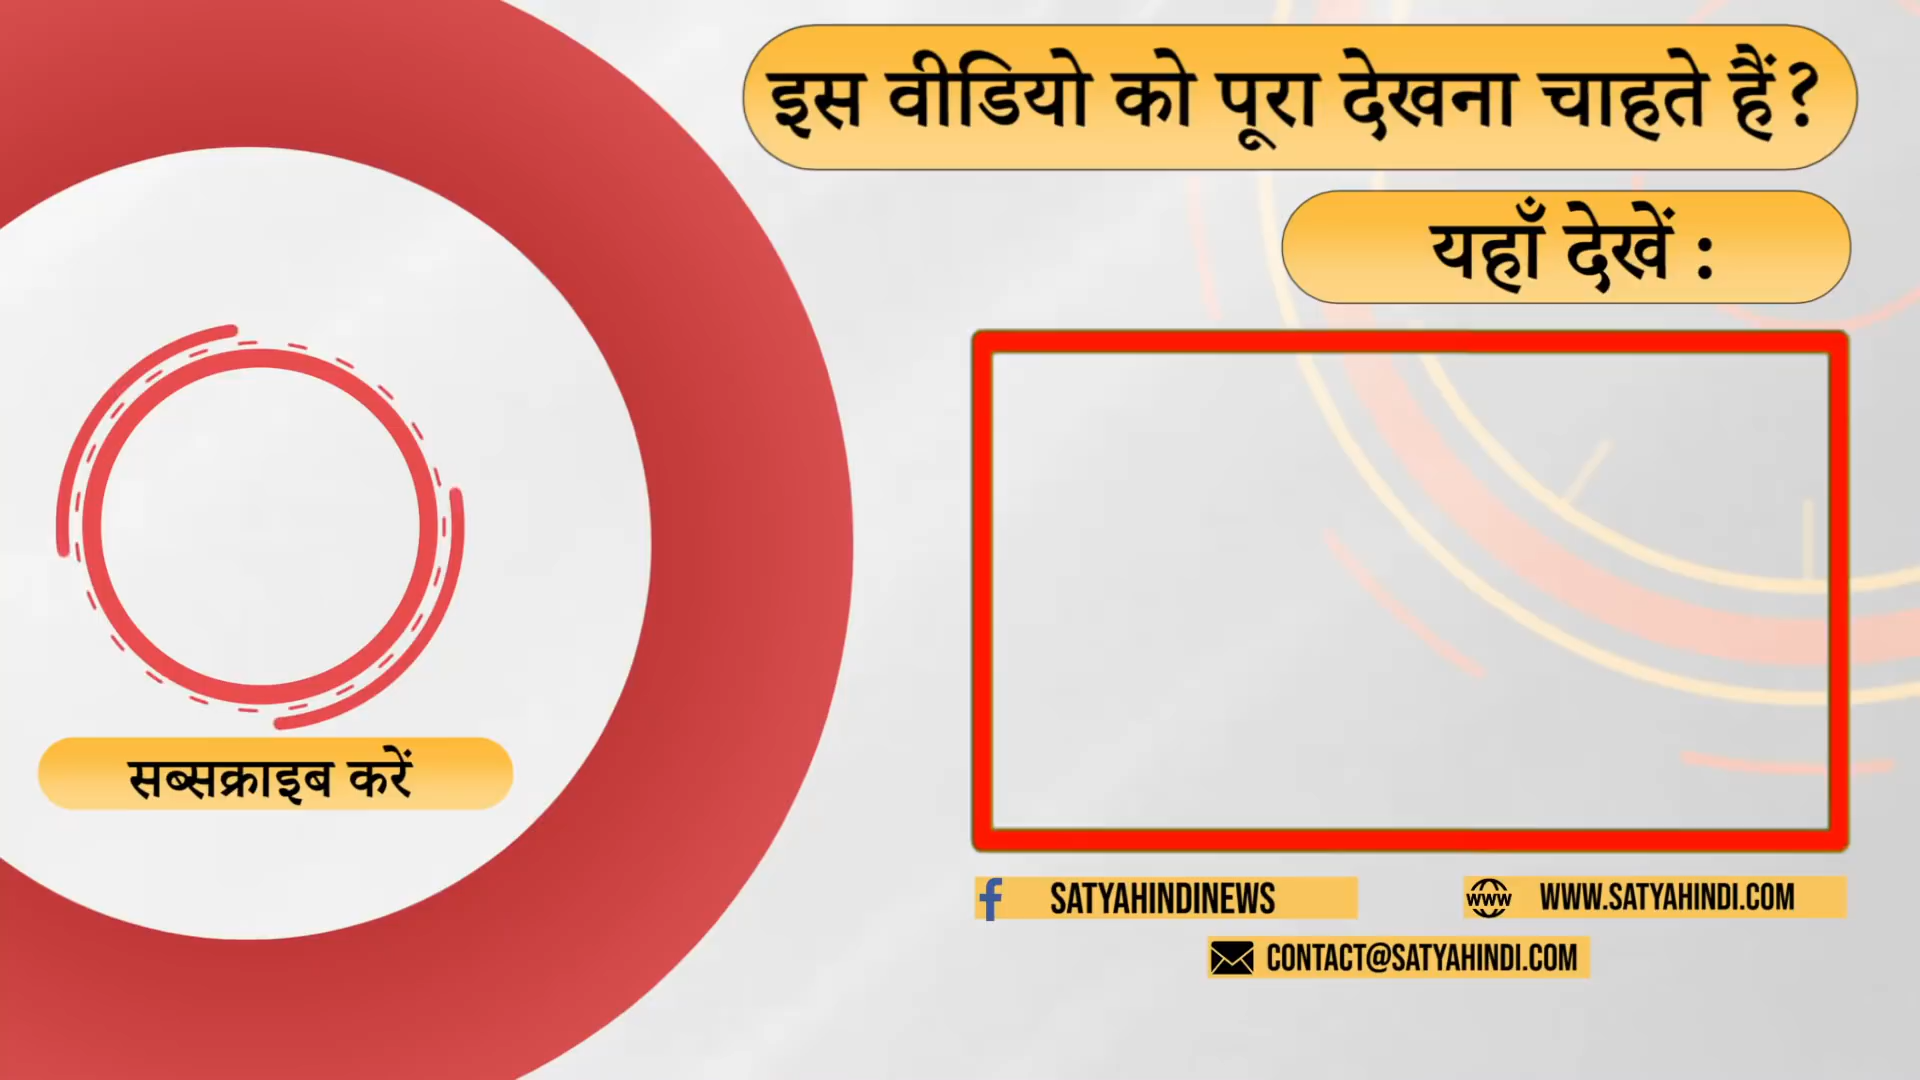 इस वीडियो को पूरा देखना चाहते हैं?
यहाँ देखें :
सब्सक्राइब करें
SATYAHINDINEWS
WWW.SATYAHINDI.COM
CONTACT@SATYAHINDI.COM